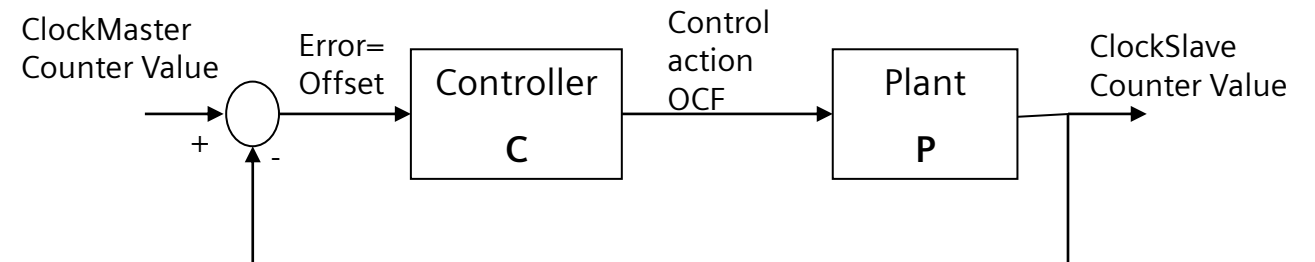 ClockMaster
Counter Value
Error=
Offset
Controller
C
Control
action
OCF
Plant
P
ClockSlave
Counter Value
+
-